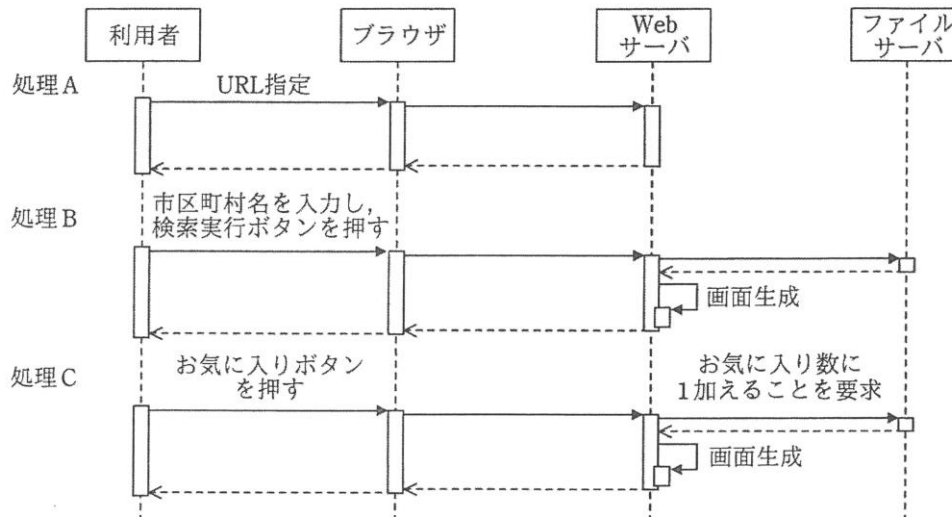 利用者
ブラウザ
Web
サーバ
ファイル
サーバ
処理A
URL指定
処理B
市区町村名を入力し,
検索実行ボタンを押す
画面生成
処理C
お気に入りボタン
を押す
お気に入り数に
1加えることを要求
画面生成